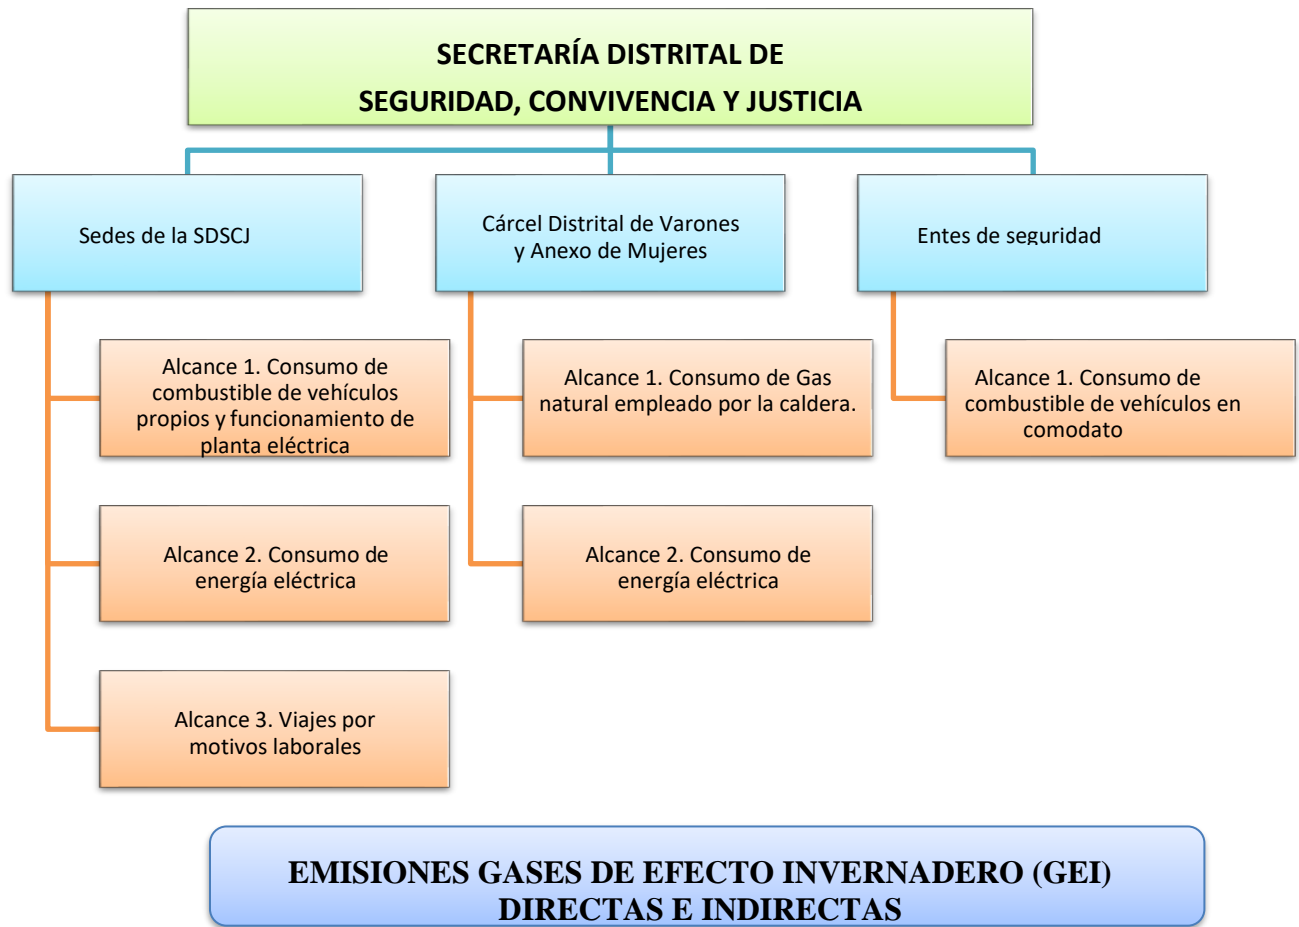 SECRETARÍA DISTRITAL DE
SEGURIDAD, CONVIVENCIA Y JUSTICIA
Sedes de la SDSCJ
Cárcel Distrital de Varones
y Anexo de Mujeres
Entes de seguridad
Alcance 1. Consumo de
combustible de vehículos
propios y funcionamiento de
planta eléctrica
Alcance 1. Consumo de Gas
natural empleado por la caldera.
Alcance 1. Consumo de
combustible de vehículos en
comodato
Alcance 2. Consumo de
energía eléctrica
Alcance 2. Consumo de
energía eléctrica
Alcance 3. Viajes por
motivos laborales
EMISIONES GASES DE EFECTO INVERNADERO (GEI)
DIRECTAS E INDIRECTAS